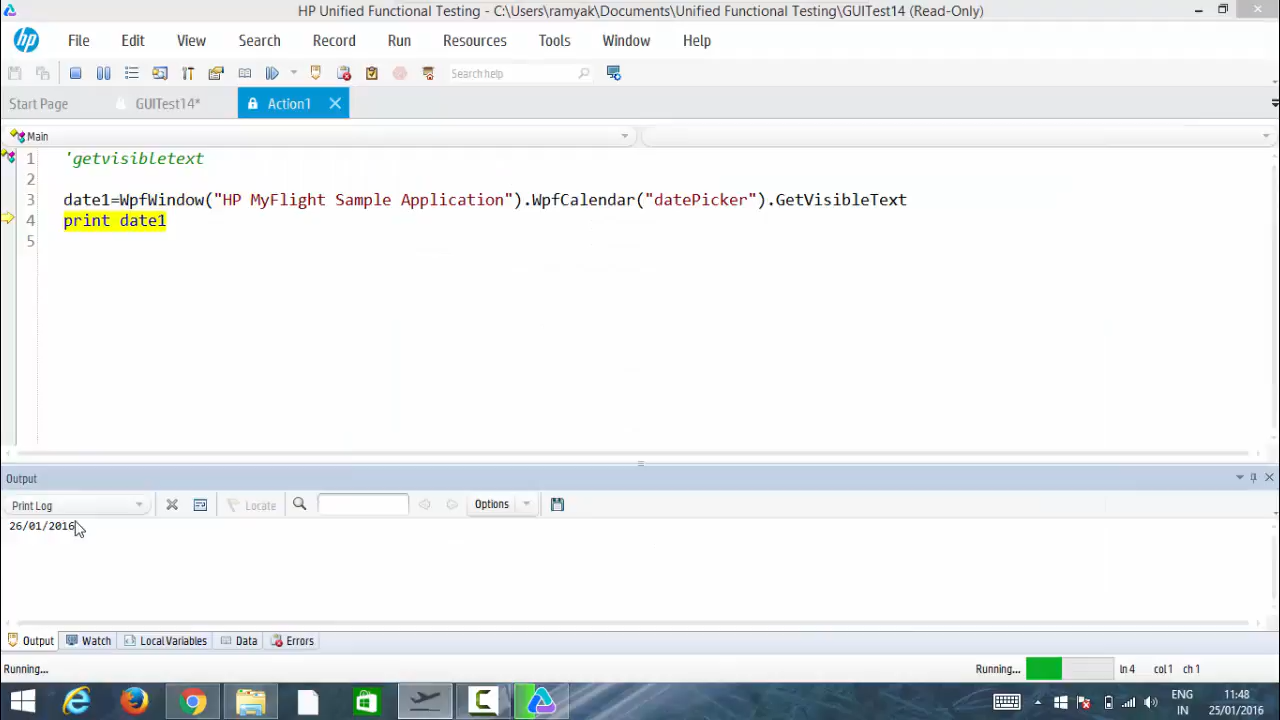 HP Unified Functional Testing - C:\Users\ramyak\Documents\Unified Functional Testing\GUITest14 (Read-Only)
hp File Edit View Search Record Run Resources Tools Window Help
Search help
Start Page GUITest14* Action1
Main
1 'getvisibletext
2
3 date1=WpfWindow("HP MyFlight Sample Application").WpfCalendar("datePicker").GetVisibleText
4 print date1
5
Output
Print Log Locate Options
26/01/2016
Output Watch Local Variables Data Errors
Running... Running... ln 4 col 1 ch 1
ENG 11:48
IN 25/01/2016